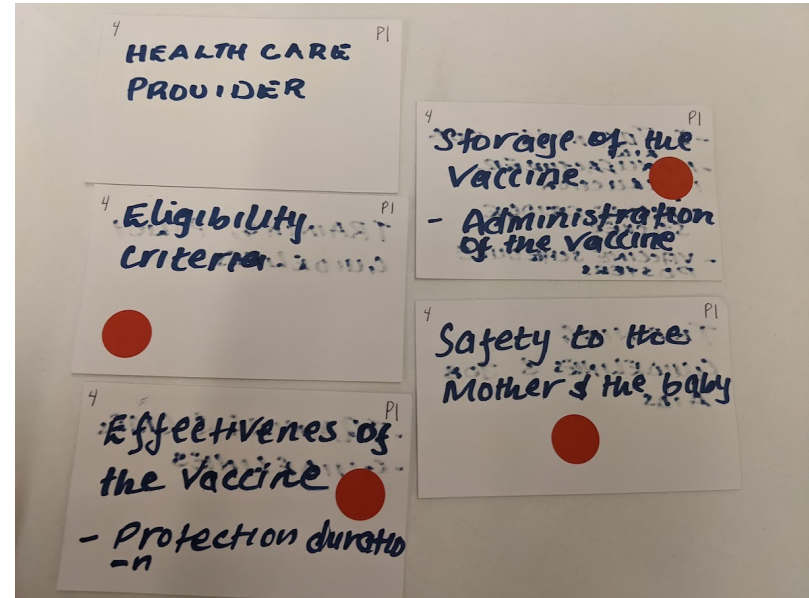 4 P1
HEALTH CARE
PROVIDER
4 P1
Eligibility
criteria.
4 P1
Effectivenes of
the vaccine
- Protection duratio
-n
4 P1
Storage of the
vaccine
- Administration
of the vaccine
4 P1
Safety to the
Mother & the baby